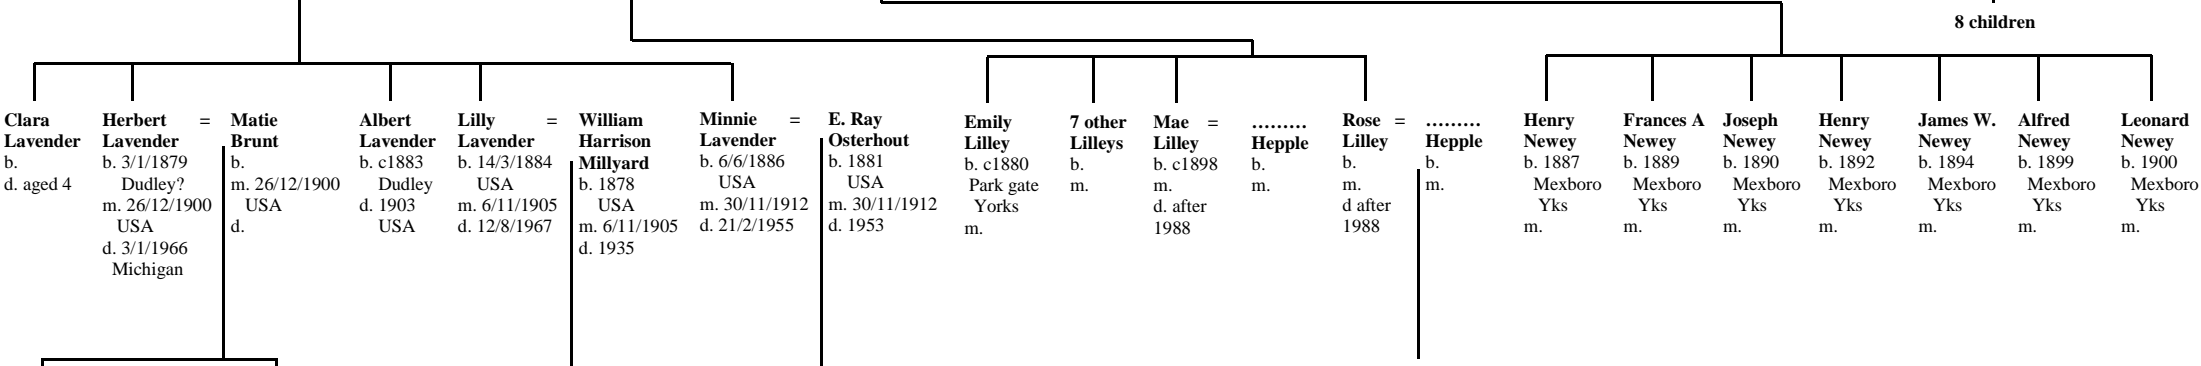 8 children
Clara
Lavender
b.
d. aged 4
Herbert =
Lavender
b. 3/1/1879
Dudley?
m. 26/12/1900
USA
d. 3/1/1966
Michigan
Matie
Brunt
b.
m. 26/12/1900
USA
d.
Albert
Lavender
b. c1883
Dudley
d. 1903
USA
Lilly =
Lavender
b. 14/3/1884
USA
m. 6/11/1905
d. 12/8/1967
William
Harrison
Millyard
b. 1878
USA
m. 6/11/1905
d. 1935
Minnie =
Lavender
b. 6/6/1886
USA
m. 30/11/1912
d. 21/2/1955
E. Ray
Osterhout
b. 1881
USA
m. 30/11/1912
d. 1953
Emily
Lilley
b. c1880
Park gate
Yorks
m.
7 other
Lilleys
b.
m.
Mae =
Lilley
b. c1898
m.
d. after
1988
.........
Hepple
b.
m.
Rose =
Lilley
b.
m.
d after
1988
.........
Hepple
b.
m.
Henry
Newey
b. 1887
Mexboro
Yks
m.
Frances A
Newey
b. 1889
Mexboro
Yks
m.
Joseph
Newey
b. 1890
Mexboro
Yks
m.
Henry
Newey
b. 1892
Mexboro
Yks
m.
James W.
Newey
b. 1894
Mexboro
Yks
m.
Alfred
Newey
b. 1899
Mexboro
Yks
m.
Leonard
Newey
b. 1900
Mexboro
Yks
m.